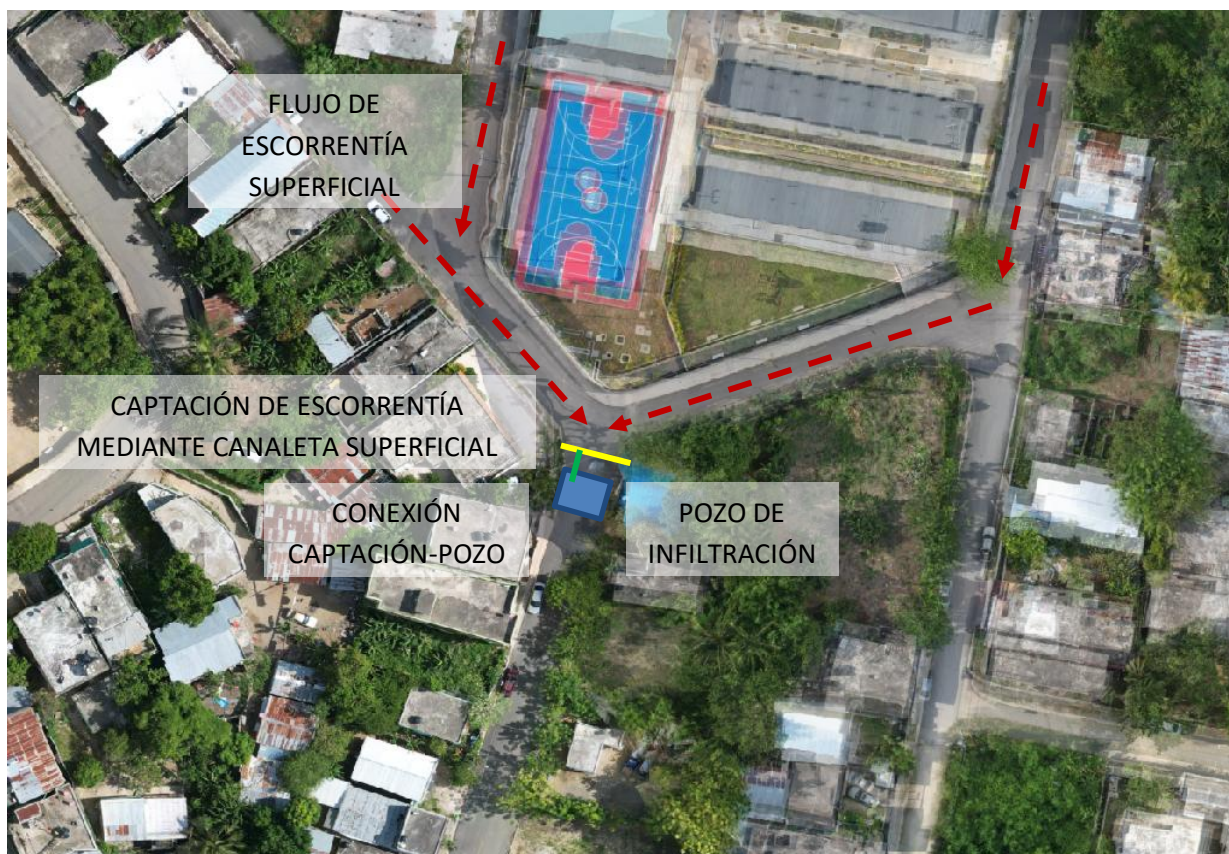 FLUJO DE
ESCORRENTÍA
SUPERFICIAL
CAPTACIÓN DE ESCORRENTÍA
MEDIANTE CANALETA SUPERFICIAL
CONEXIÓN
CAPTACIÓN-POZO
POZO DE
INFILTRACIÓN